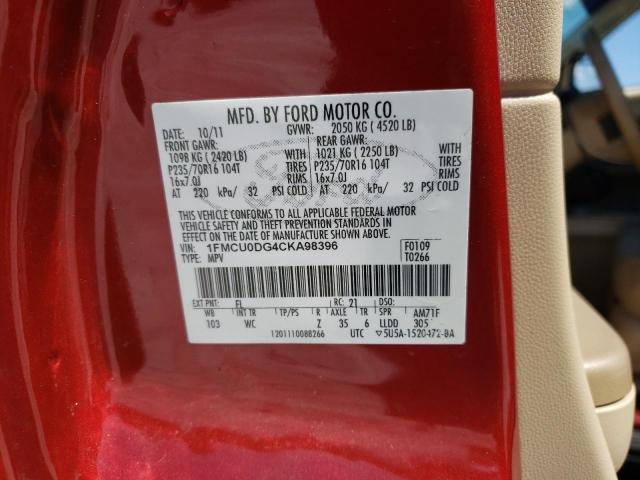 MFD. BY FORD MOTOR CO.
DATE: 10/11 GVWR: 2050 KG ( 4520 LB)
FRONT GAWR: REAR GAWR:
1098 KG ( 2420 LB) WITH 1021 KG ( 2250 LB) WITH
P235/70R16 104T TIRES P235/70R16 104T TIRES
16x7.0J RIMS 16x7.0J RIMS
AT 220 kPa/ 32 PSI COLD AT 220 kPa/ 32 PSI COLD
THIS VEHICLE CONFORMS TO ALL APPLICABLE FEDERAL MOTOR
VEHICLE SAFETY AND THEFT PREVENTION STANDARDS IN
EFFECT ON THE DATE OF MANUFACTURE SHOWN ABOVE.
VIN: 1FMCU0DG4CKA98396 F0109
TYPE: MPV T0266
EXT PNT: FL RC: 21 DSO:
WB INT TR TP/PS R AXLE TR SPR AM71F
103 WC Z 35 6 LLDD 305
1201110088266 UTC 5U5A-1520472-BA
Ford